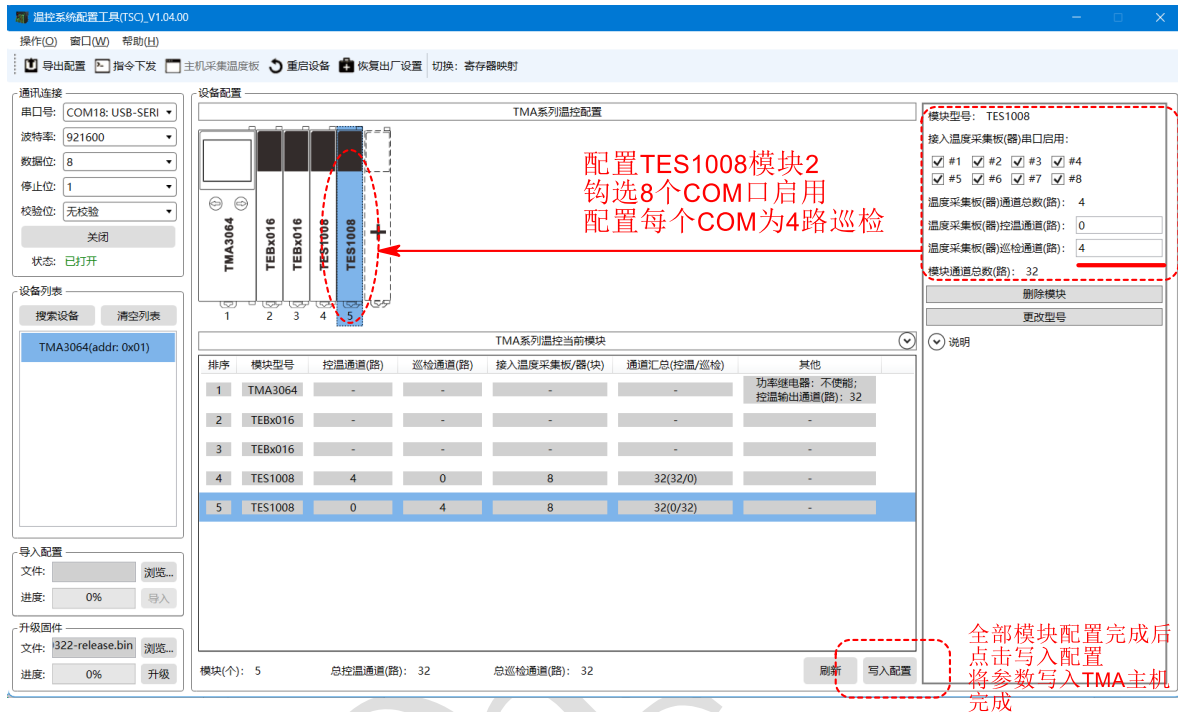 温控系统配置工具(TSC)_V1.04.00
操作(O) 窗口(W) 帮助(H)
导出配置 指令下发 主机采集温度板 重启设备 恢复出厂设置 切换：寄存器映射
通讯连接
串口号: COM18: USB-SERI
波特率: 921600
数据位: 8
停止位: 1
校验位: 无校验
关闭
状态: 已打开
设备列表
搜索设备 清空列表
TMA3064(addr: 0x01)
导入配置
文件: 浏览...
进度: 0% 导入
升级固件
文件: 322-release.bin 浏览...
进度: 0% 升级
设备配置
TMA系列温控配置
TMA3064 TEBx016 TEBx016 TES1008 TES1008 +
1 2 3 4 5
配置TES1008模块2
钩选8个COM口启用
配置每个COM为4路巡检
TMA系列温控当前模块
排序 模块型号 控温通道(路) 巡检通道(路) 接入温度采集板/器(块) 通道汇总(控温/巡检) 其他
1 TMA3064 - - - - 功率继电器：不使能;
控温输出通道(路)：32
2 TEBx016 - - - - -
3 TEBx016 - - - - -
4 TES1008 4 0 8 32(32/0) -
5 TES1008 0 4 8 32(0/32) -
模块(个)： 5 总控温通道(路)： 32 总巡检通道(路)： 32
刷新 写入配置
模块型号： TES1008
接入温度采集板(器)串口启用:
#1 #2 #3 #4
#5 #6 #7 #8
温度采集板(器)通道总数(路)： 4
温度采集板(器)控温通道(路)： 0
温度采集板(器)巡检通道(路)： 4
模块通道总数(路)： 32
删除模块
更改型号
说明
全部模块配置完成后
点击写入配置
将参数写入TMA主机
完成